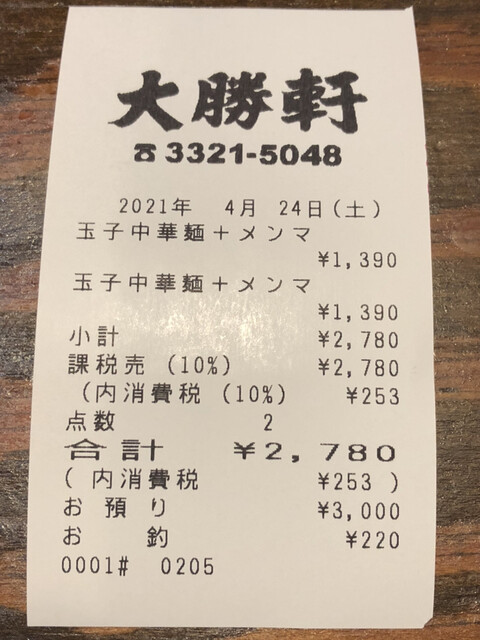 大勝軒
☎3321-5048
2021年 4月 24日(土)
玉子中華麺+メンマ
¥1,390
玉子中華麺+メンマ
¥1,390
小計 ¥2,780
課税売 (10%) ¥2,780
(内消費税 (10%) ¥253
点数 2
合計 ¥2,780
( 内消費税 ¥253 )
お 預り ¥3,000
お 釣 ¥220
0001# 0205